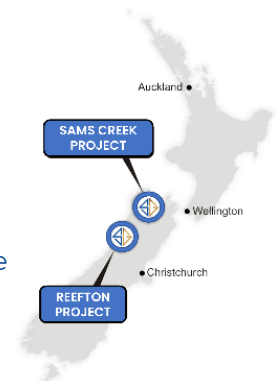 Auckland
SAMS CREEK
PROJECT
Wellington
e
Christchurch
REEFTON
PROJECT